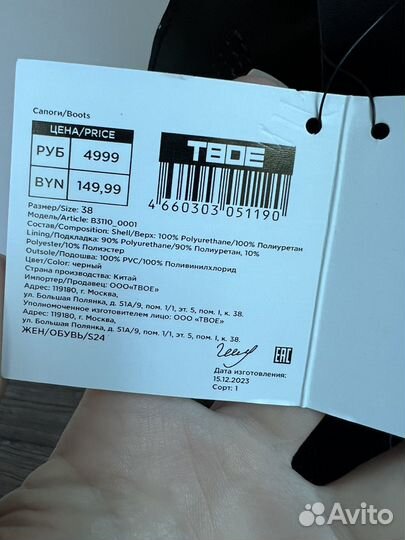 Сапоги/Boots
ЦЕНА/PRICE
РУБ 4999
BYN 149,99
ТВОЕ
4 660303 051190
Размер/Size: 38
Модель/Article: B3110_0001
Состав/Composition: Shell/Верх: 100% Polyurethane/100% Полиуретан
Lining/Подкладка: 90% Polyurethane/90% Полиуретан, 10%
Polyester/10% Полиэстер
Outsole/Подошва: 100% PVC/100% Поливинилхлорид
Цвет/Color: черный
Страна производства: Китай
Импортер/Продавец: ООО«ТВОЕ»
Адрес: 119180, г. Москва,
ул. Большая Полянка, д. 51А/9, пом. 1/1, эт. 5, пом. I, к. 38.
Уполномоченное изготовителем лицо: ООО «ТВОЕ»
Адрес: 119180, г. Москва,
ул. Большая Полянка, д. 51А/9, пом. 1/1, эт. 5, пом. I, к. 38.
ЖЕН/ОБУВЬ/S24
EAC
Дата изготовления:
15.12.2023
Сорт: 1
Avito